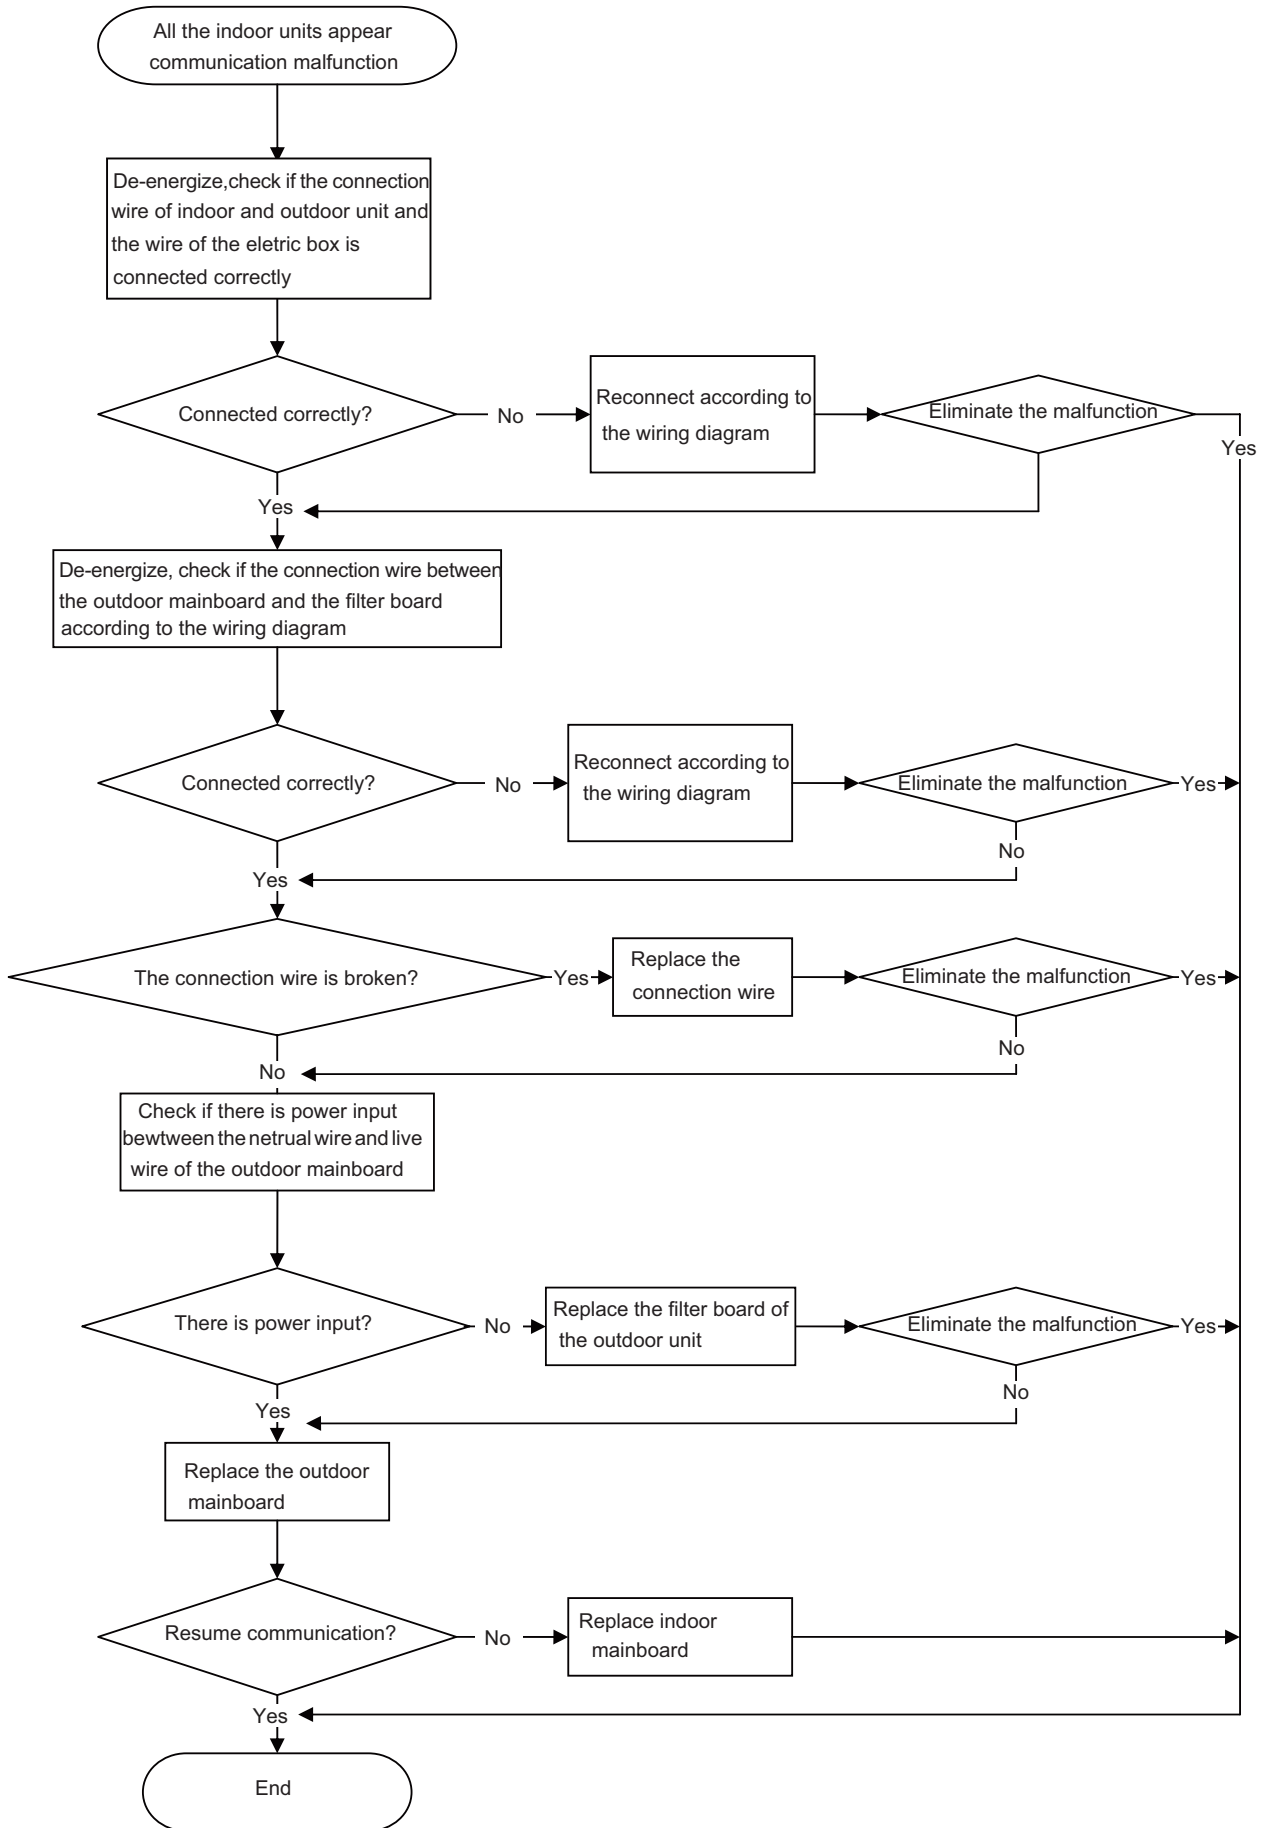 All the indoor units appear
communication malfunction
De-energize,check if the connection
wire of indoor and outdoor unit and
the wire of the eletric box is
connected correctly
Connected correctly?
No
Reconnect according to
the wiring diagram
Eliminate the malfunction
Yes
Yes
De-energize, check if the connection wire between
the outdoor mainboard and the filter board
according to the wiring diagram
Connected correctly?
No
Reconnect according to
the wiring diagram
Eliminate the malfunction
Yes
No
Yes
The connection wire is broken?
Yes
Replace the
connection wire
Eliminate the malfunction
Yes
No
No
Check if there is power input
bewtween the netrual wire and live
wire of the outdoor mainboard
There is power input?
No
Replace the filter board of
the outdoor unit
Eliminate the malfunction
Yes
No
Yes
Replace the outdoor
mainboard
Resume communication?
No
Replace indoor
mainboard
Yes
End